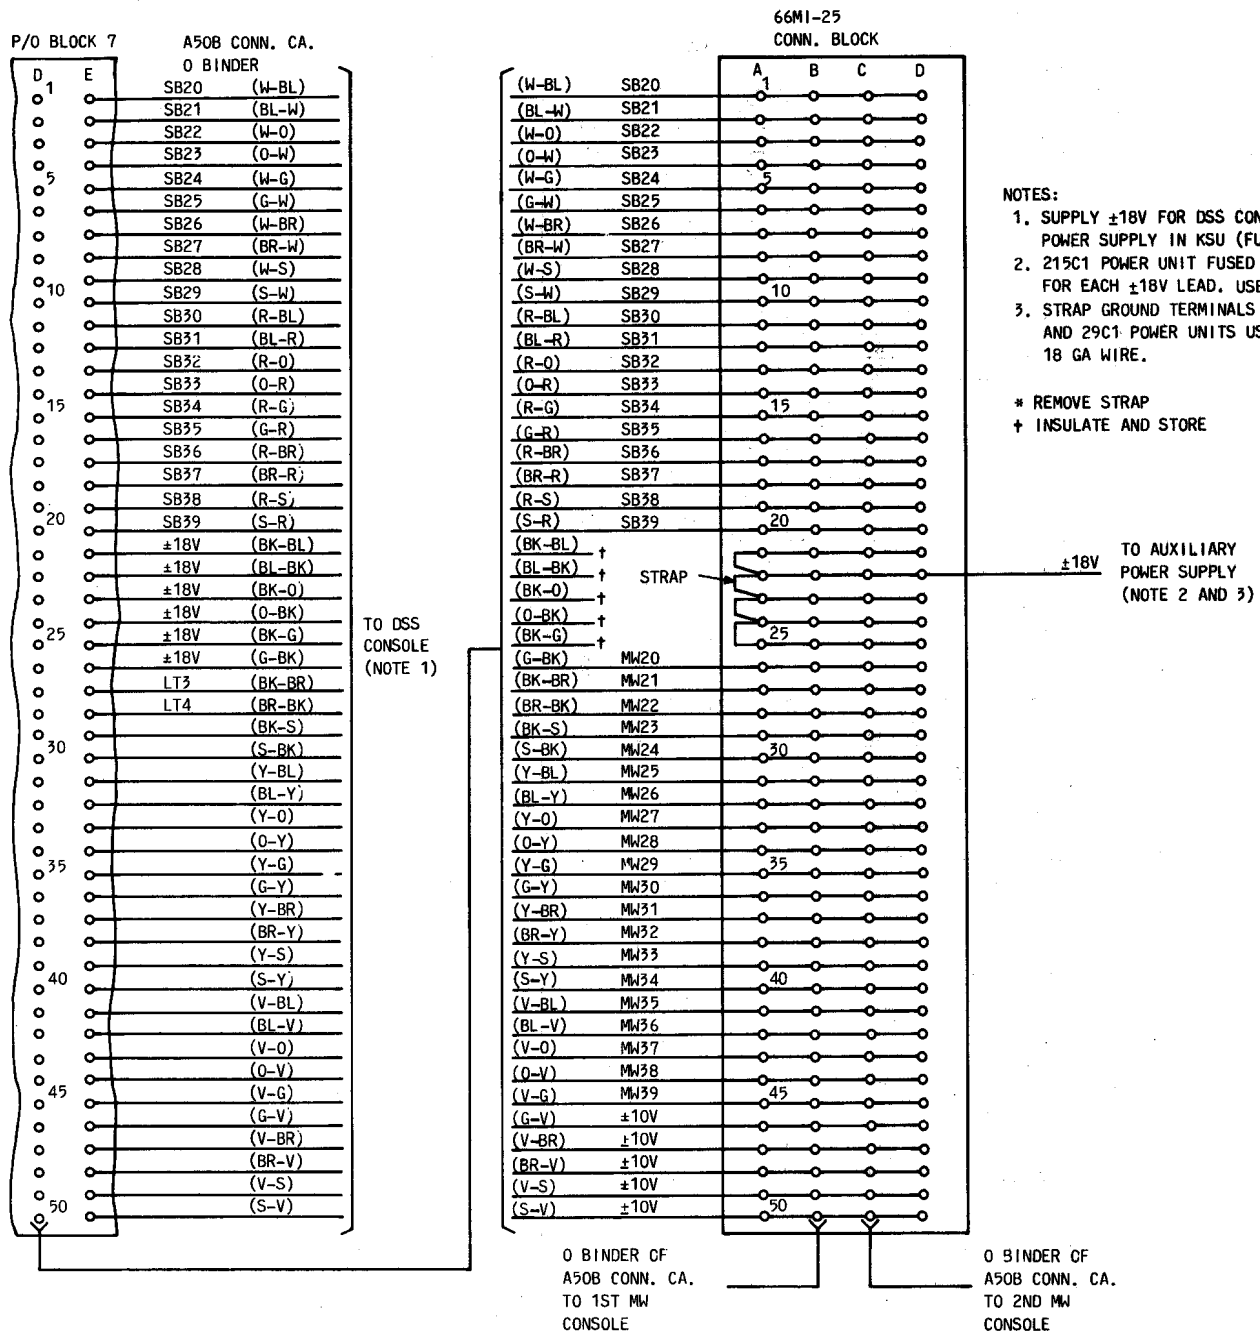 66M1-25
CONN. BLOCK
P/O BLOCK 7
A50B CONN. CA.
O BINDER
D E
A B C D
1
SB20 (W-BL)
SB21 (BL-W)
SB22 (W-O)
SB23 (O-W)
5
SB24 (W-G)
SB25 (G-W)
SB26 (W-BR)
SB27 (BR-W)
SB28 (W-S)
10
SB29 (S-W)
SB30 (R-BL)
SB31 (BL-R)
SB32 (R-O)
SB33 (O-R)
15
SB34 (R-G)
SB35 (G-R)
SB36 (R-BR)
SB37 (BR-R)
SB38 (R-S)
20
SB39 (S-R)
±18V (BK-BL)
±18V (BL-BK)
±18V (BK-O)
±18V (O-BK)
25
±18V (BK-G)
±18V (G-BK)
LT3 (BK-BR)
LT4 (BR-BK)
(BK-S)
30
(S-BK)
(Y-BL)
(BL-Y)
(Y-O)
(O-Y)
35
(Y-G)
(G-Y)
(Y-BR)
(BR-Y)
(Y-S)
40
(S-Y)
(V-BL)
(BL-V)
(V-O)
(O-V)
45
(V-G)
(G-V)
(V-BR)
(BR-V)
(V-S)
50
(S-V)
TO DSS
CONSOLE
(NOTE 1)
(W-BL) SB20 1
(BL-W) SB21
(W-O) SB22
(O-W) SB23
(W-G) SB24 5
(G-W) SB25
(W-BR) SB26
(BR-W) SB27
(W-S) SB28
(S-W) SB29 10
(R-BL) SB30
(BL-R) SB31
(R-O) SB32
(O-R) SB33
(R-G) SB34 15
(G-R) SB35
(R-BR) SB36
(BR-R) SB37
(R-S) SB38
(S-R) SB39 20
(BK-BL) †
(BL-BK) †
STRAP
(BK-O) †
(O-BK) †
(BK-G) † 25
(G-BK) MW20
(BK-BR) MW21
(BR-BK) MW22
(BK-S) MW23
(S-BK) MW24 30
(Y-BL) MW25
(BL-Y) MW26
(Y-O) MW27
(O-Y) MW28
(Y-G) MW29 35
(G-Y) MW30
(Y-BR) MW31
(BR-Y) MW32
(Y-S) MW33
(S-Y) MW34 40
(V-BL) MW35
(BL-V) MW36
(V-O) MW37
(O-V) MW38
(V-G) MW39 45
(G-V) ±10V
(V-BR) ±10V
(BR-V) ±10V
(V-S) ±10V
(S-V) ±10V 50
NOTES:
1. SUPPLY ±18V FOR DSS CON
POWER SUPPLY IN KSU (FU
2. 215C1 POWER UNIT FUSED
FOR EACH ±18V LEAD. USE
3. STRAP GROUND TERMINALS
AND 29C1 POWER UNITS US
18 GA WIRE.
* REMOVE STRAP
† INSULATE AND STORE
±18V
TO AUXILIARY
POWER SUPPLY
(NOTE 2 AND 3)
O BINDER OF
A50B CONN. CA.
TO 1ST MW
CONSOLE
O BINDER OF
A50B CONN. CA.
TO 2ND MW
CONSOLE